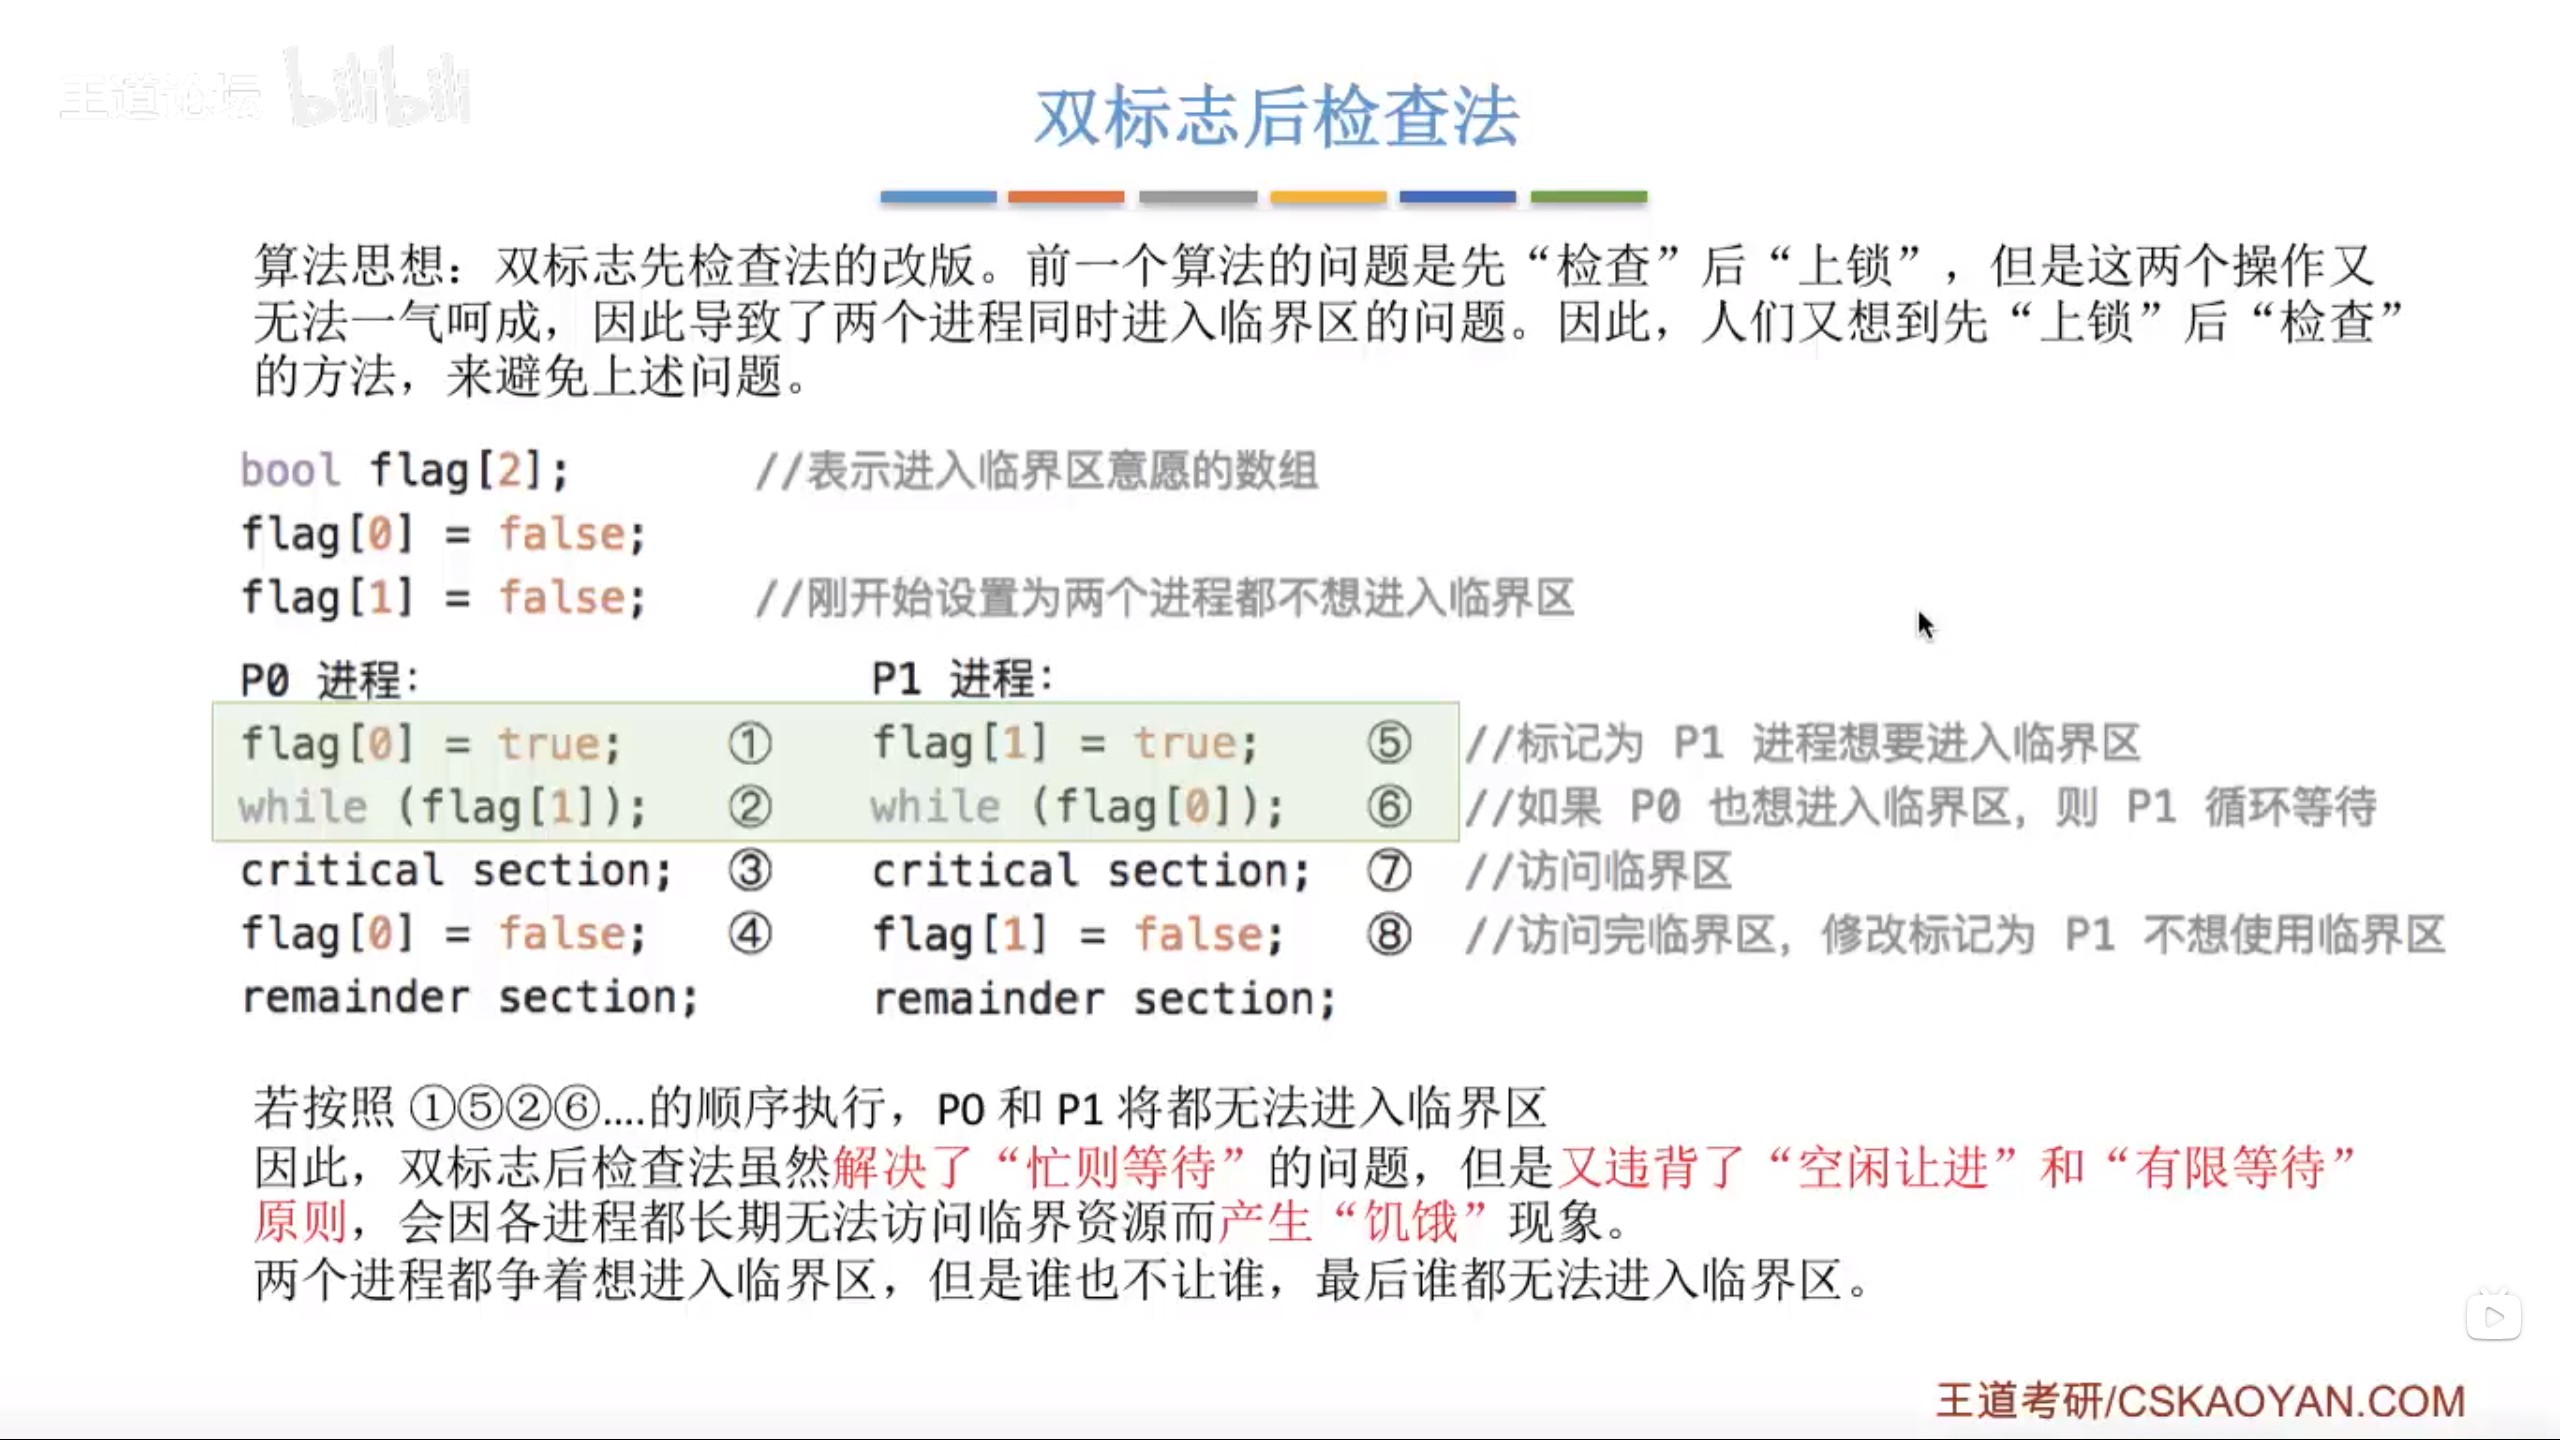 王道论坛 bilibili
双标志后检查法
算法思想：双标志先检查法的改版。前一个算法的问题是先“检查”后“上锁”，但是这两个操作又
无法一气呵成，因此导致了两个进程同时进入临界区的问题。因此，人们又想到先“上锁”后“检查”
的方法，来避免上述问题。
bool flag[2]; //表示进入临界区意愿的数组
flag[0] = false;
flag[1] = false; //刚开始设置为两个进程都不想进入临界区
P0 进程： P1 进程：
flag[0] = true; ① flag[1] = true; ⑤ //标记为 P1 进程想要进入临界区
while (flag[1]); ② while (flag[0]); ⑥ //如果 P0 也想进入临界区，则 P1 循环等待
critical section; ③ critical section; ⑦ //访问临界区
flag[0] = false; ④ flag[1] = false; ⑧ //访问完临界区，修改标记为 P1 不想使用临界区
remainder section; remainder section;
若按照 ①⑤②⑥....的顺序执行，P0 和 P1 将都无法进入临界区
因此，双标志后检查法虽然解决了“忙则等待”的问题，但是又违背了“空闲让进”和“有限等待”
原则，会因各进程都长期无法访问临界资源而产生“饥饿”现象。
两个进程都争着想进入临界区，但是谁也不让谁，最后谁都无法进入临界区。
王道考研/CSKAOYAN.COM